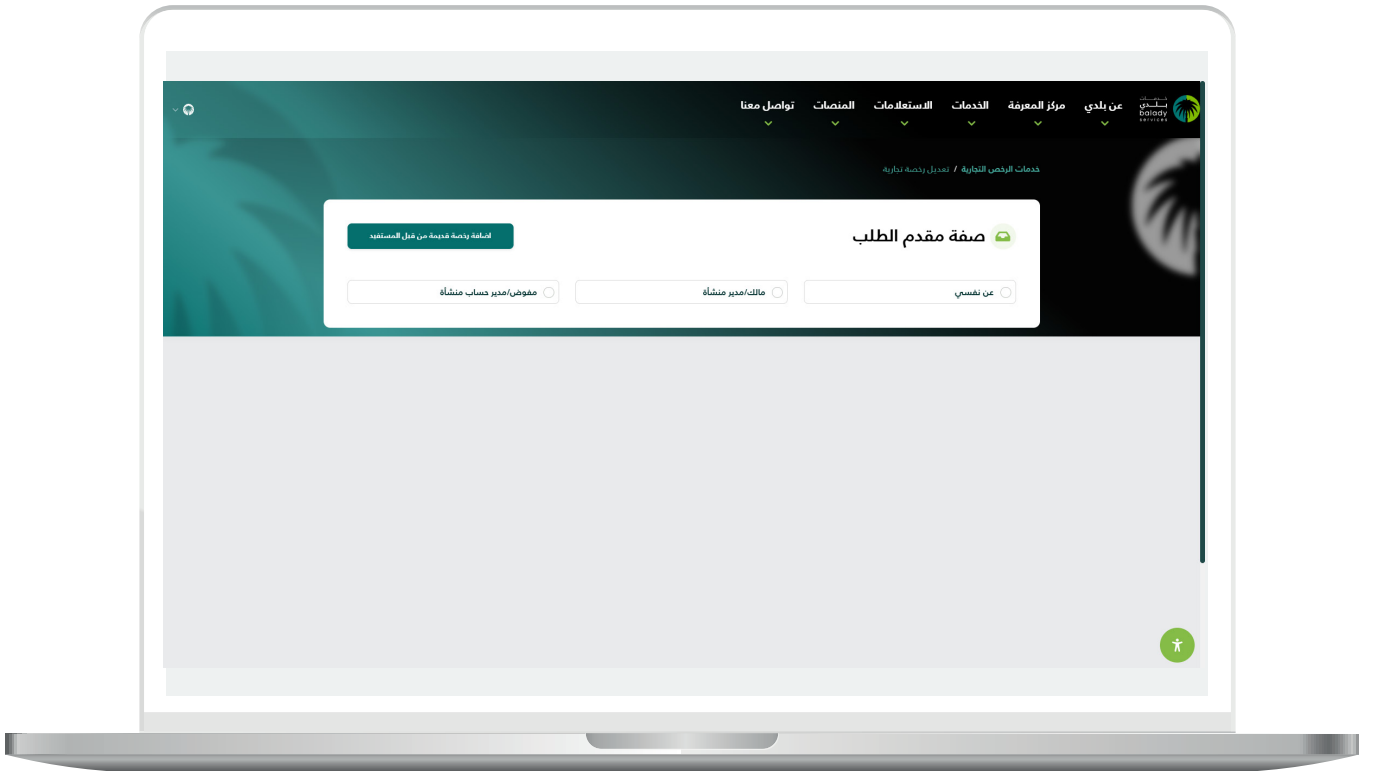 خدمات
بلدي
balady
services
عن بلدي
مركز المعرفة
الخدمات
الاستعلامات
المنصات
تواصل معنا
خدمات الرخص التجارية / تعديل رخصة تجارية
صفة مقدم الطلب
اضافة رخصة قديمة من قبل المستفيد
عن نفسي
مالك/مدير منشأة
مفوض/مدير حساب منشأة